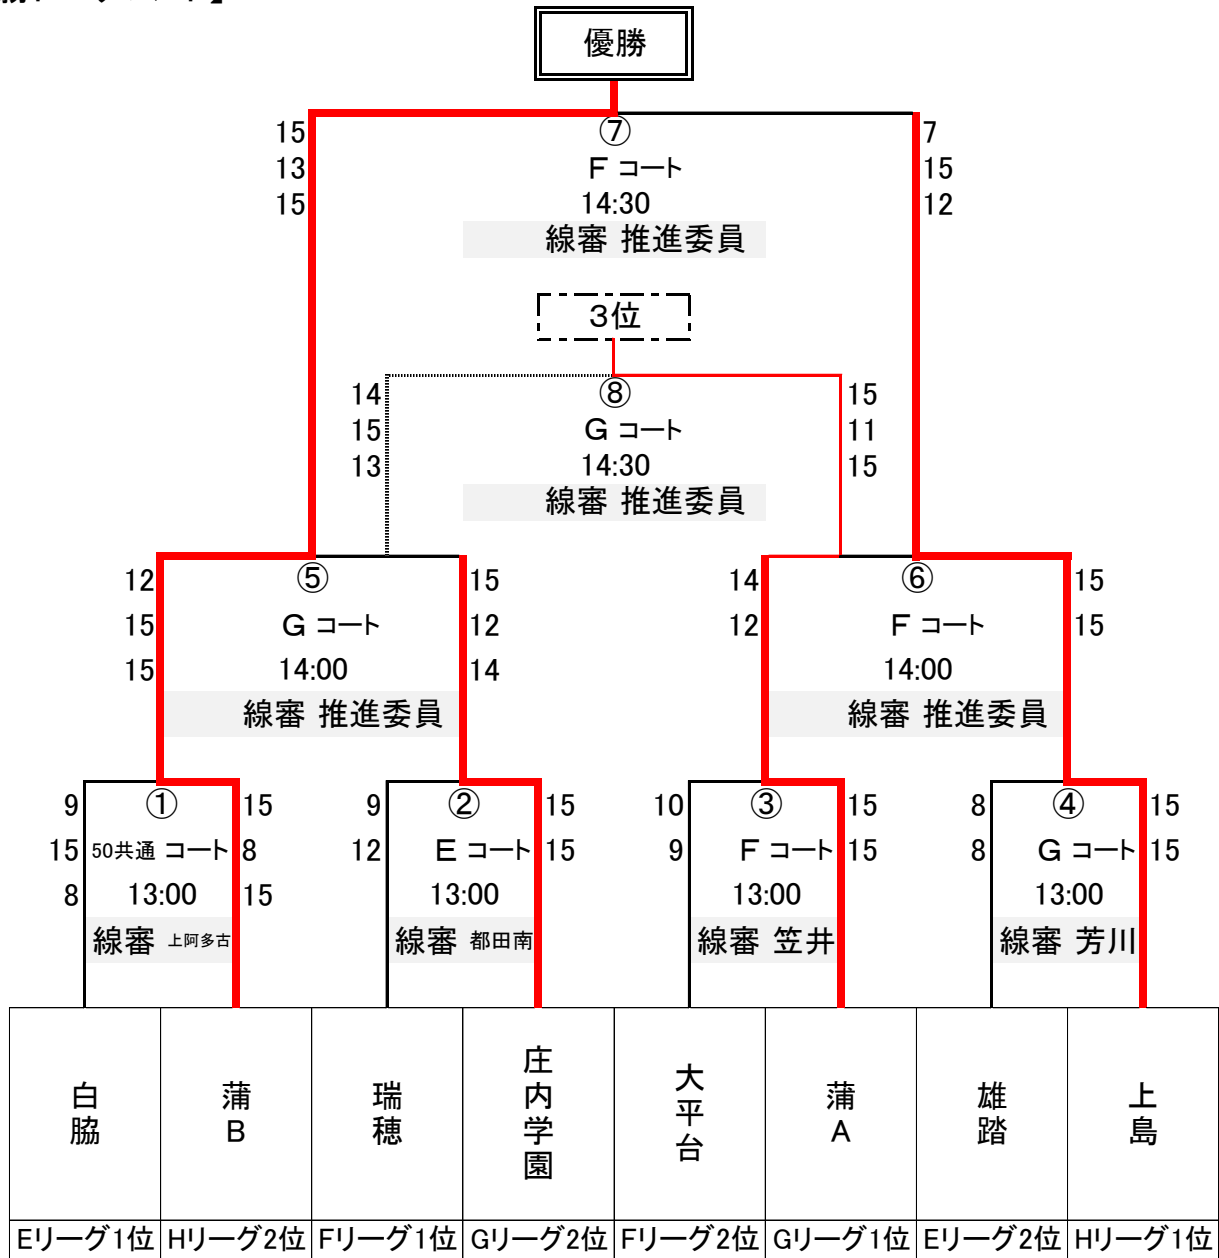 優勝
⑦
15 7
13 Fコート 15
15 14:30 12
線審 推進委員
3位
⑧
14 15
15 Gコート 11
13 14:30 15
線審 推進委員
12 ⑤ 15 14 ⑥ 15
15 Gコート 12 12 Fコート 15
15 14:00 14 14:00
線審 推進委員 線審 推進委員
9 ① 15 9 ② 15 10 ③ 15 8 ④ 15
15 50共通 コート 8 12 Eコート 15 9 Fコート 15 8 Gコート 15
8 13:00 15 13:00 13:00 13:00
線審 上阿多古 線審 都田南 線審 笠井 線審 芳川
白脇 蒲B 瑞穂 庄内学園 大平台 蒲A 雄踏 上島
Eリーグ1位 Hリーグ2位 Fリーグ1位 Gリーグ2位 Fリーグ2位 Gリーグ1位 Eリーグ2位 Hリーグ1位